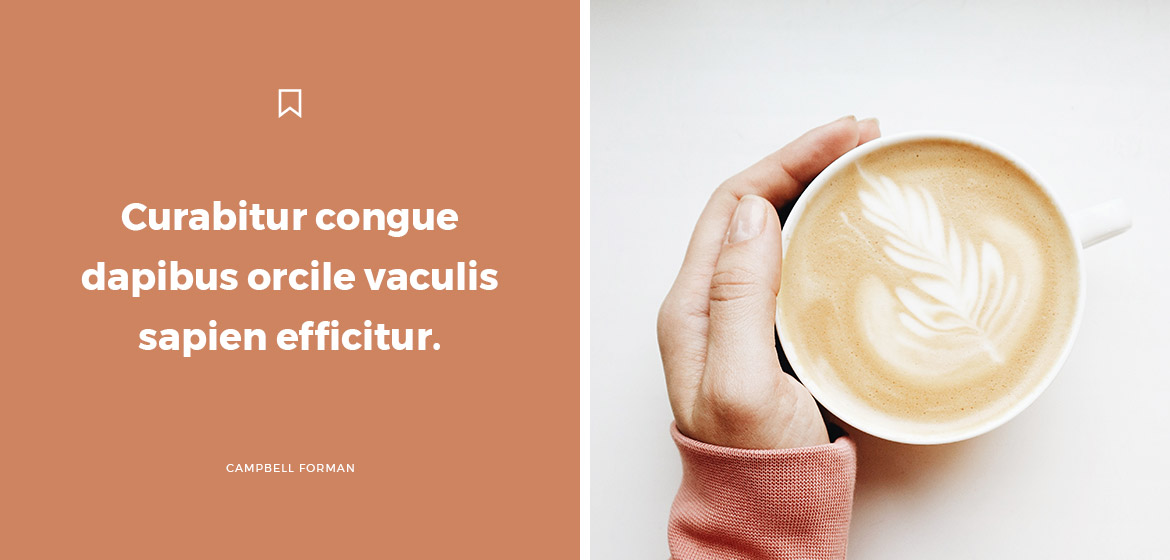 Curabitur congue
dapibus orcile vaculis
sapien efficitur.
CAMPBELL FORMAN